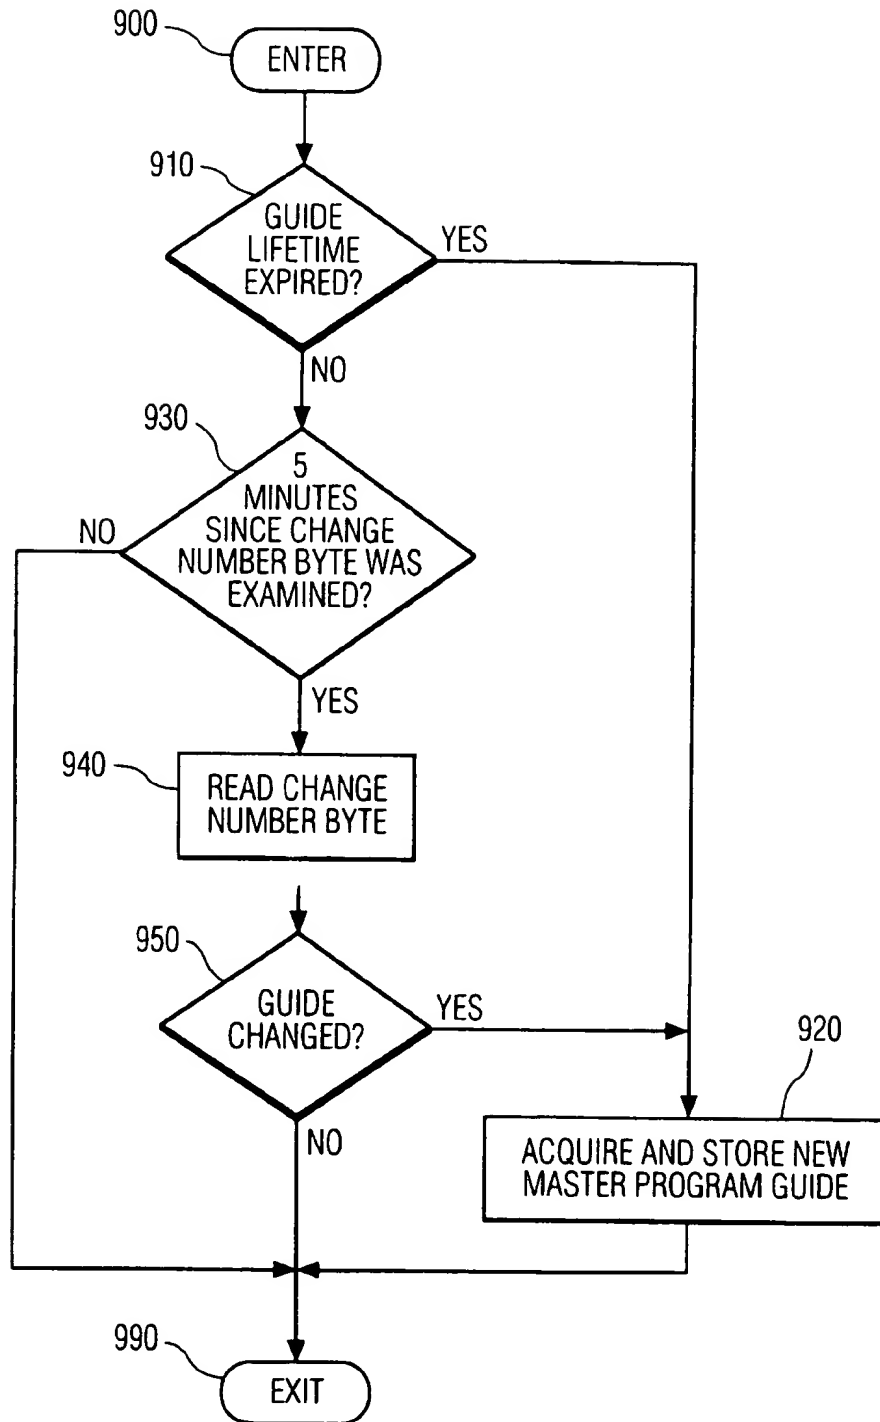 900
ENTER
910
GUIDE
LIFETIME
EXPIRED?
YES
NO
930
5
MINUTES
SINCE CHANGE
NUMBER BYTE WAS
EXAMINED?
NO
YES
940
READ CHANGE
NUMBER BYTE
950
GUIDE
CHANGED?
YES
NO
920
ACQUIRE AND STORE NEW
MASTER PROGRAM GUIDE
990
EXIT